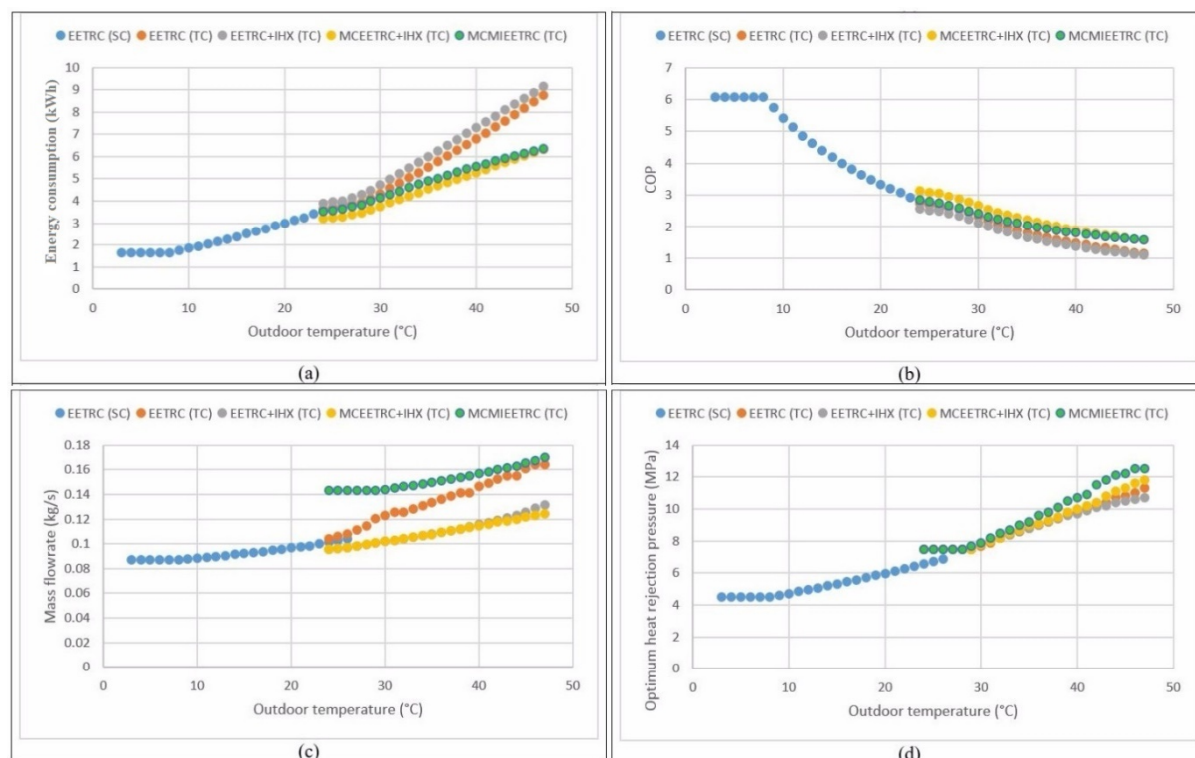 EETRC (SC) EETRC (TC) EETRC+IHX (TC) MCEETRC+IHX (TC) MCMIEETRC (TC)
Energy consumption (kWh)
10
9
8
7
6
5
4
3
2
1
0
0 10 20 30 40 50
Outdoor temperature (°C)
(a)
EETRC (SC) EETRC (TC) EETRC+IHX (TC) MCEETRC+IHX (TC) MCMIEETRC (TC)
COP
7
6
5
4
3
2
1
0
0 10 20 30 40 50
Outdoor temperature (°C)
(b)
EETRC (SC) EETRC (TC) EETRC+IHX (TC) MCEETRC+IHX (TC) MCMIEETRC (TC)
Mass flowrate (kg/s)
0.18
0.16
0.14
0.12
0.1
0.08
0.06
0.04
0.02
0
0 10 20 30 40 50
Outdoor temperature (°C)
(c)
EETRC (SC) EETRC (TC) EETRC+IHX (TC) MCEETRC+IHX (TC) MCMIEETRC (TC)
Optimum heat rejection pressure (MPa)
14
12
10
8
6
4
2
0
0 10 20 30 40 50
Outdoor temperature (°C)
(d)